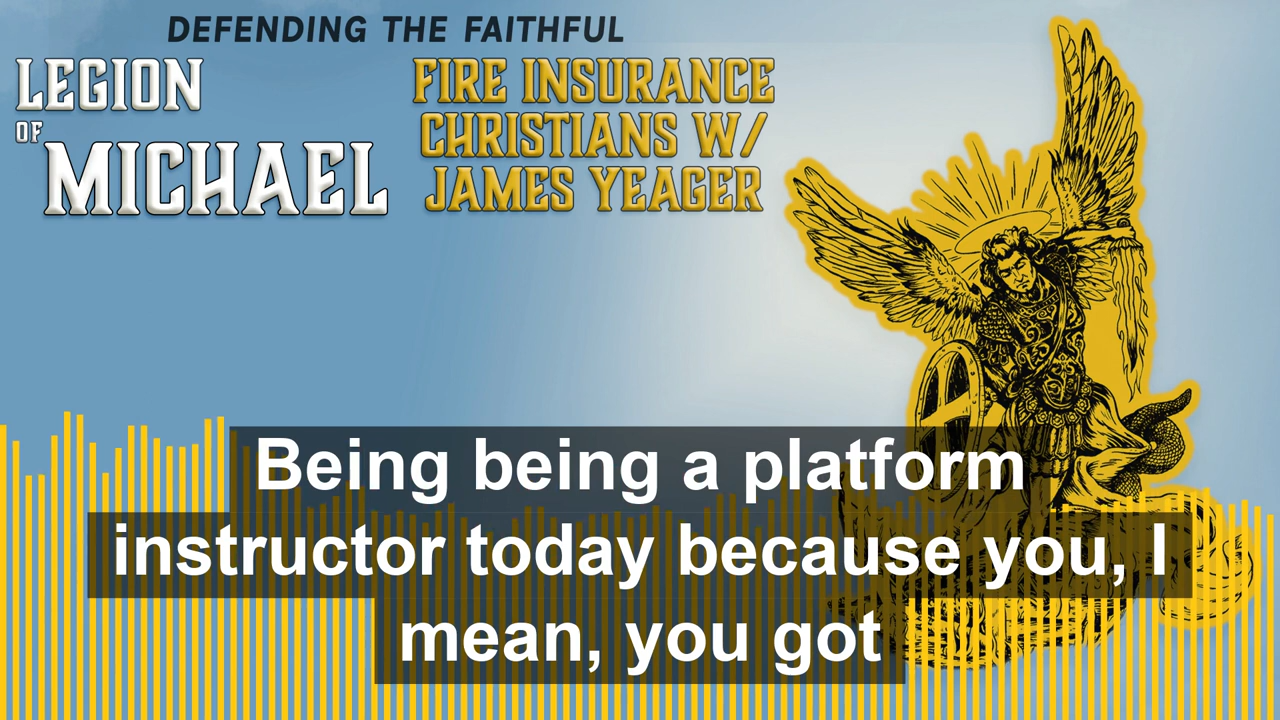 DEFENDING THE FAITHFUL
LEGION
OF
MICHAEL
FIRE INSURANCE
CHRISTIANS W/
JAMES YEAGER
Being being a platform
instructor today because you, I
mean, you got